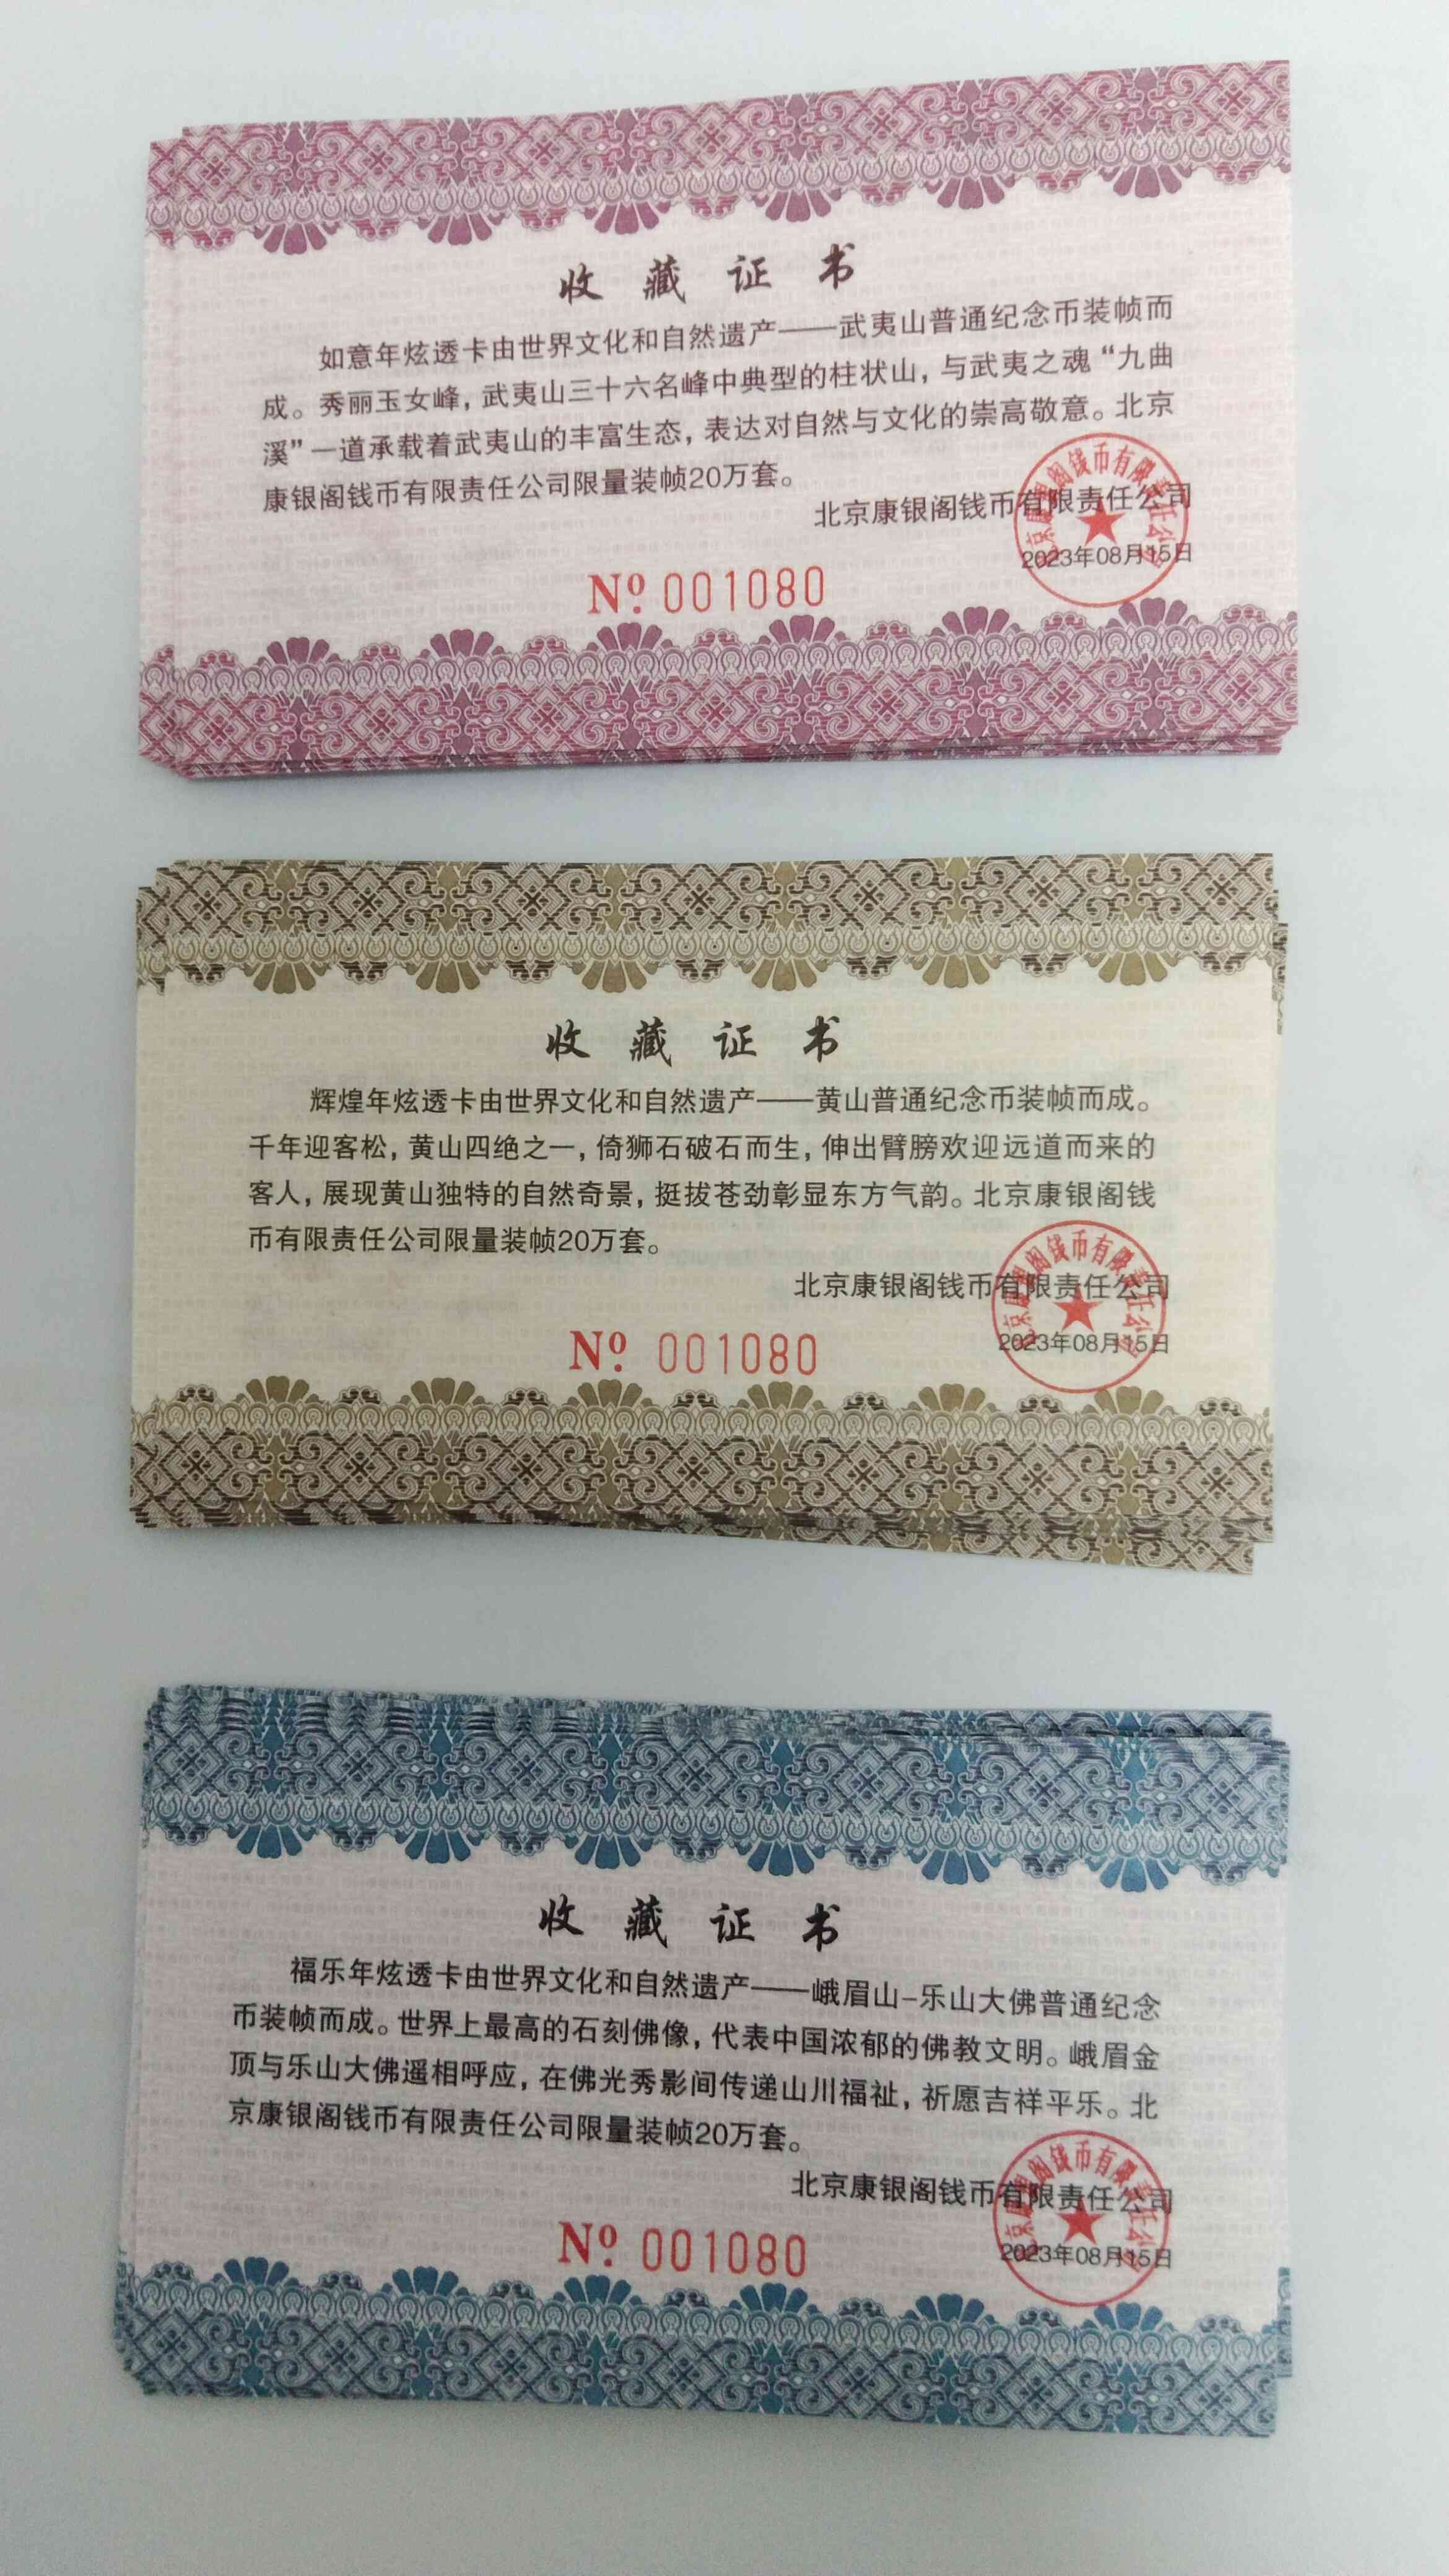 收藏证书
如意年炫透卡由世界文化和自然遗产——武夷山普通纪念币装帧而
成。秀丽玉女峰，武夷山三十六名峰中典型的柱状山，与武夷之魂“九曲
溪”一道承载着武夷山的丰富生态，表达对自然与文化的崇高敬意。北京
康银阁钱币有限责任公司限量装帧20万套。
北京康银阁钱币有限责任公司
2023年08月15日
Nº 001080
收藏证书
辉煌年炫透卡由世界文化和自然遗产——黄山普通纪念币装帧而成。
千年迎客松，黄山四绝之一，倚狮石破石而生，伸出臂膀欢迎远道而来的
客人，展现黄山独特的自然奇景，挺拔苍劲彰显东方气韵。北京康银阁钱
币有限责任公司限量装帧20万套。
北京康银阁钱币有限责任公司
2023年08月15日
Nº 001080
收藏证书
福乐年炫透卡由世界文化和自然遗产——峨眉山-乐山大佛普通纪念
币装帧而成。世界上最高的石刻佛像，代表中国浓郁的佛教文明。峨眉金
顶与乐山大佛遥相呼应，在佛光秀影间传递山川福祉，祈愿吉祥平乐。北
京康银阁钱币有限责任公司限量装帧20万套。
北京康银阁钱币有限责任公司
2023年08月15日
Nº 001080